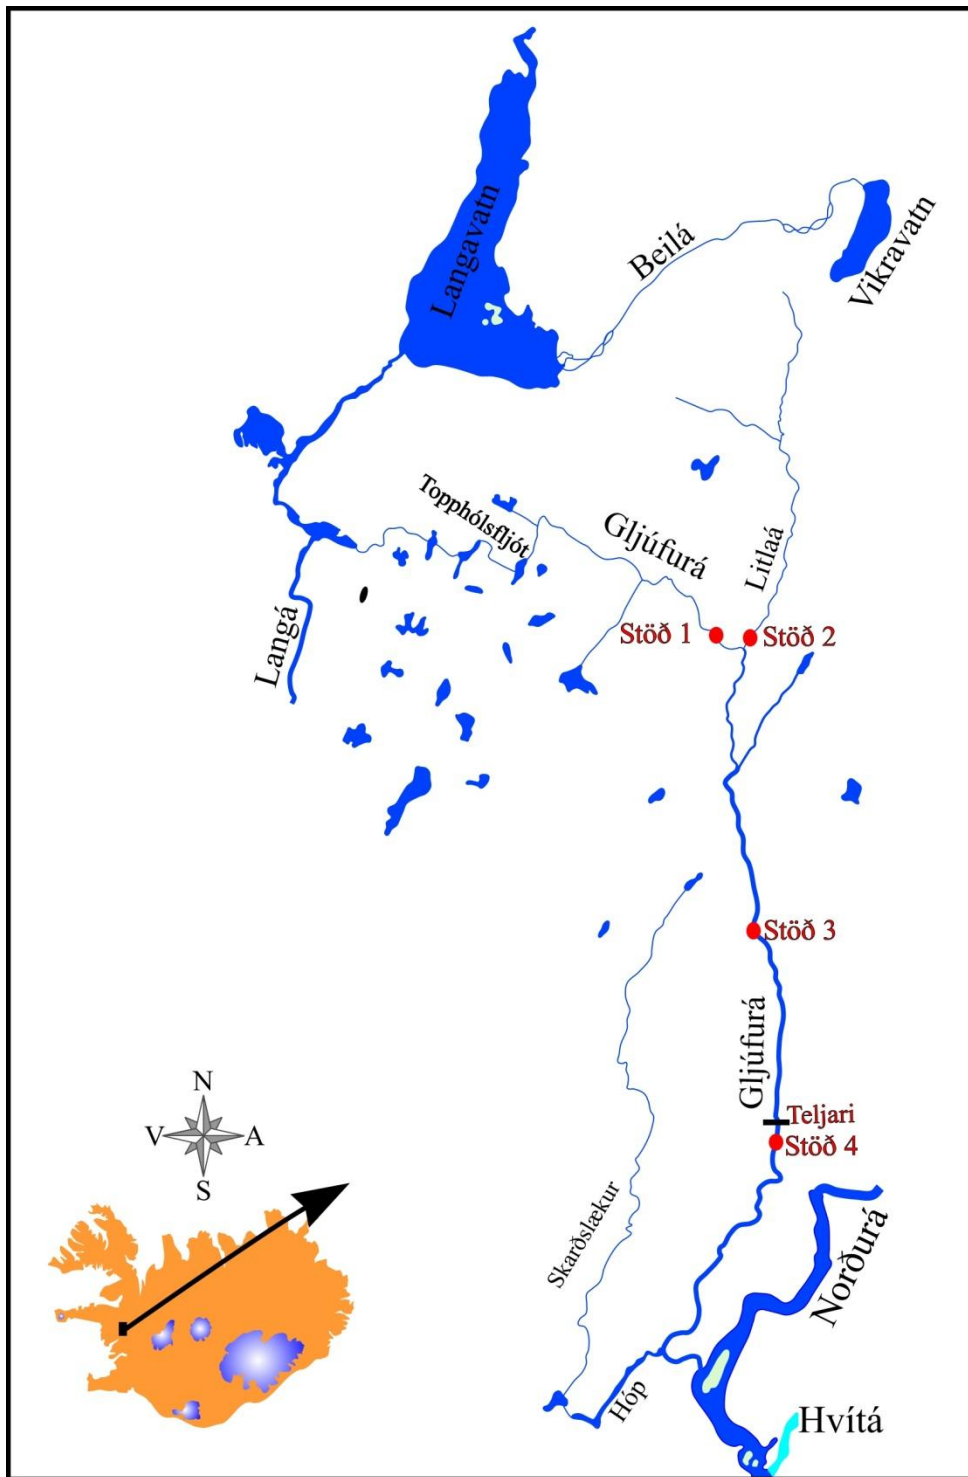 Langavatn
Beilá
Vikravatn
Topphólsfljót
Gljúfurá
Litlaá
Langá
Stöð 1
Stöð 2
Stöð 3
Gljúfurá
Teljari
Stöð 4
N
V
A
S
Skarðslækur
Norðurá
Hóp
Hvítá